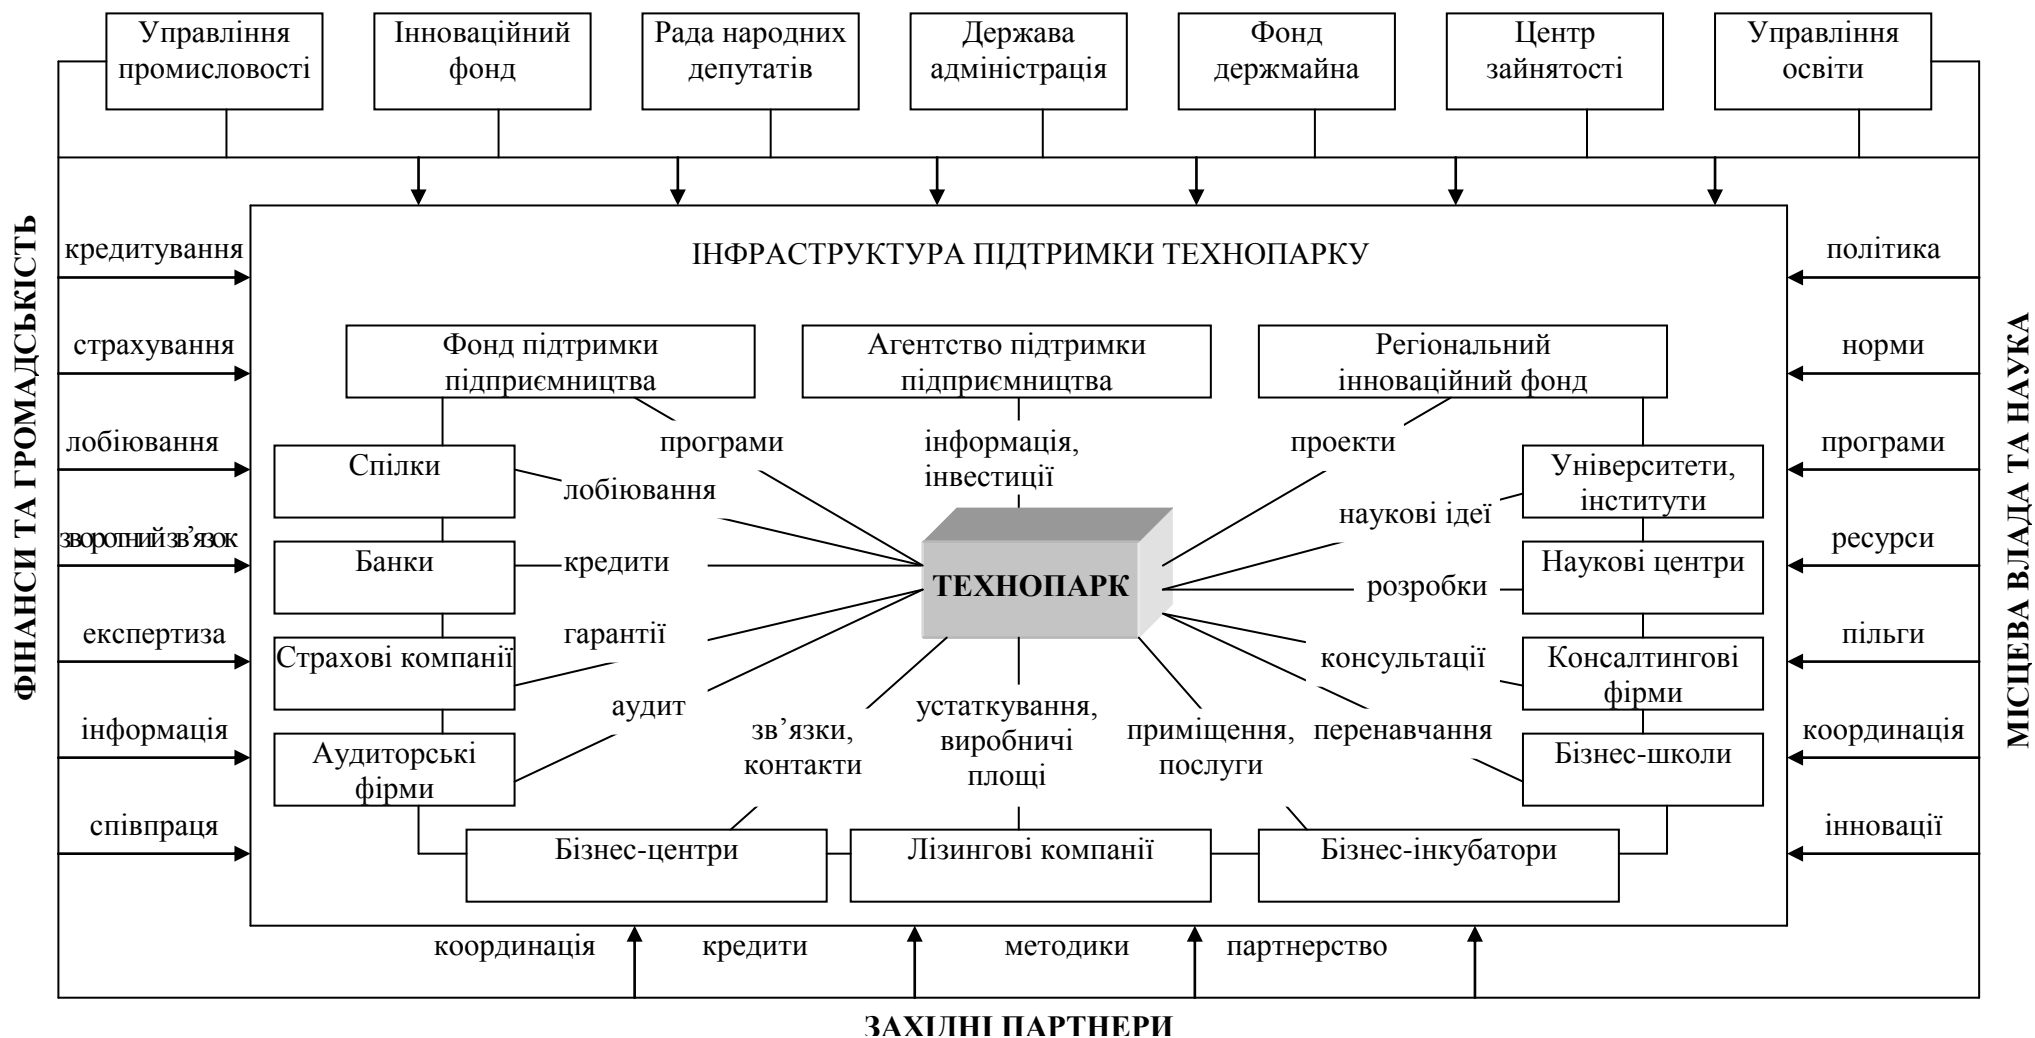 Управління
промисловості
Інноваційний
фонд
Рада народних
депутатів
Держава
адміністрація
Фонд
держмайна
Центр
зайнятості
Управління
освіти
ФІНАНСИ ТА ГРОМАДСЬКІСТЬ
кредитування
страхування
лобіювання
зворотний зв’язок
експертиза
інформація
співпраця
ІНФРАСТРУКТУРА ПІДТРИМКИ ТЕХНОПАРКУ
Фонд підтримки
підприємництва
Агентство підтримки
підприємництва
Регіональний
інноваційний фонд
програми
інформація,
інвестиції
проекти
Спілки
лобіювання
Банки
кредити
Страхові компанії
гарантії
Аудиторські
фірми
аудит
ТЕХНОПАРК
наукові ідеї
Університети,
інститути
розробки
Наукові центри
консультації
Консалтингові
фірми
перенавчання
Бізнес-школи
зв’язки,
контакти
устаткування,
виробничі
площі
приміщення,
послуги
Бізнес-центри
Лізингові компанії
Бізнес-інкубатори
політика
норми
програми
ресурси
пільги
координація
інновації
МІСЦЕВА ВЛАДА ТА НАУКА
координація
кредити
методики
партнерство
ЗАХІДНІ ПАРТНЕРИ